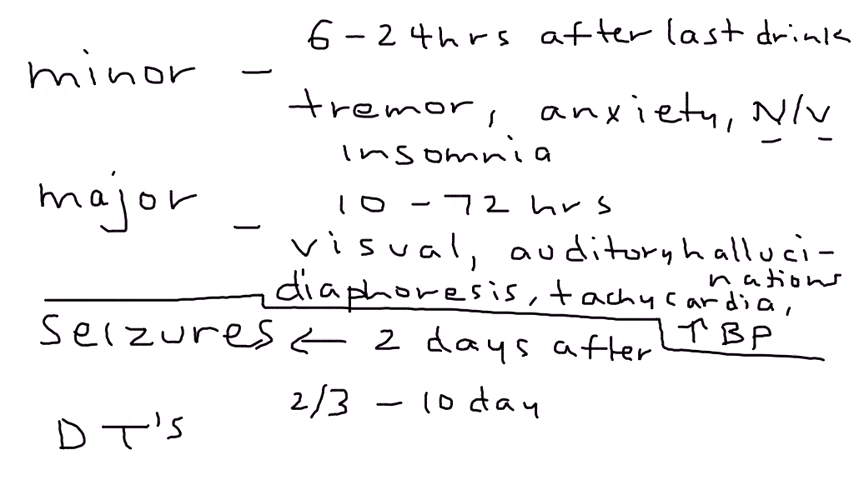 6-24hrs after last drink
minor -
tremor, anxiety, N/V
insomnia
major - 10-72 hrs
visual, auditory halluci-
nations
diaphoresis, tachycardia,
↑BP
Seizures ← 2 days after
2/3 - 10 day
DT's